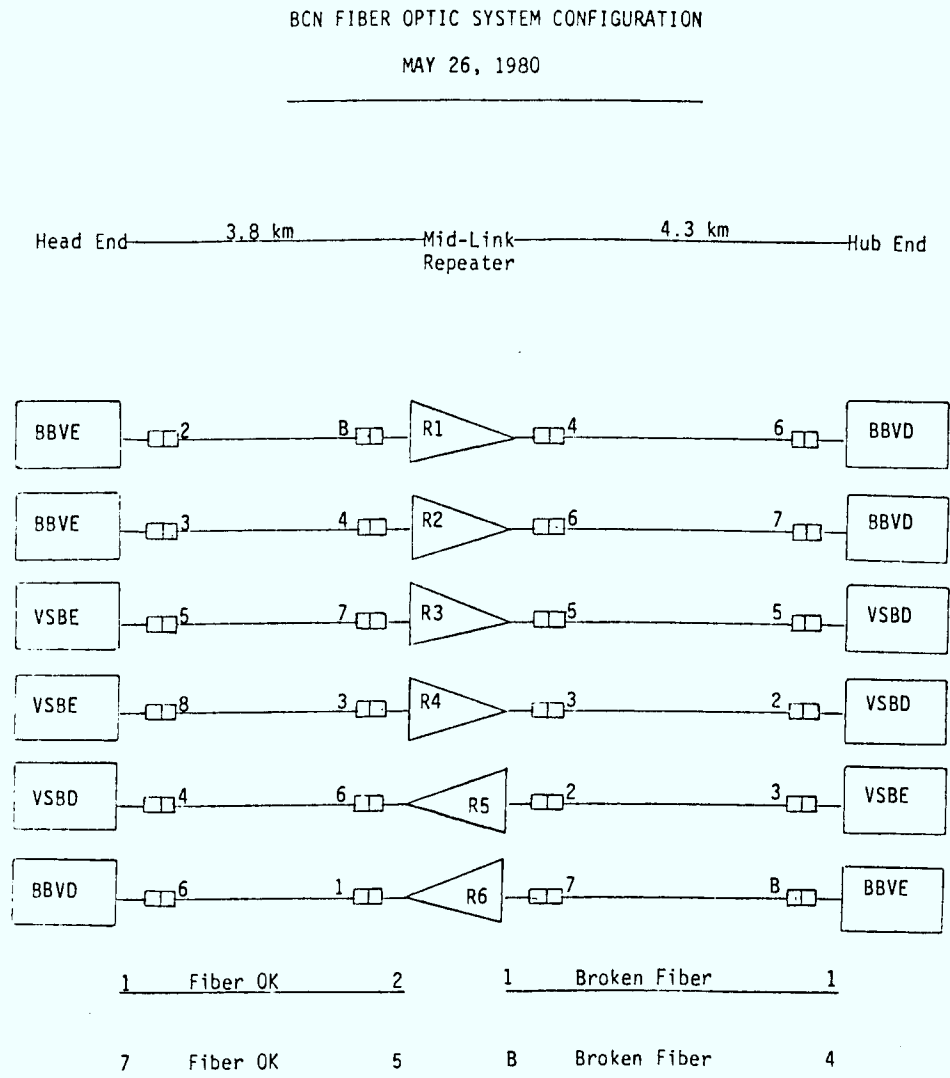 BCN FIBER OPTIC SYSTEM CONFIGURATION
MAY 26, 1980
Head End 3.8 km Mid-Link Repeater 4.3 km Hub End
BBVE 2 B R1 4 6 BBVD
BBVE 3 4 R2 6 7 BBVD
VSBE 5 7 R3 5 5 VSBD
VSBE 8 3 R4 3 2 VSBD
VSBD 4 6 R5 2 3 VSBE
BBVD 6 1 R6 7 B BBVE
1 Fiber OK 2 1 Broken Fiber 1
7 Fiber OK 5 B Broken Fiber 4